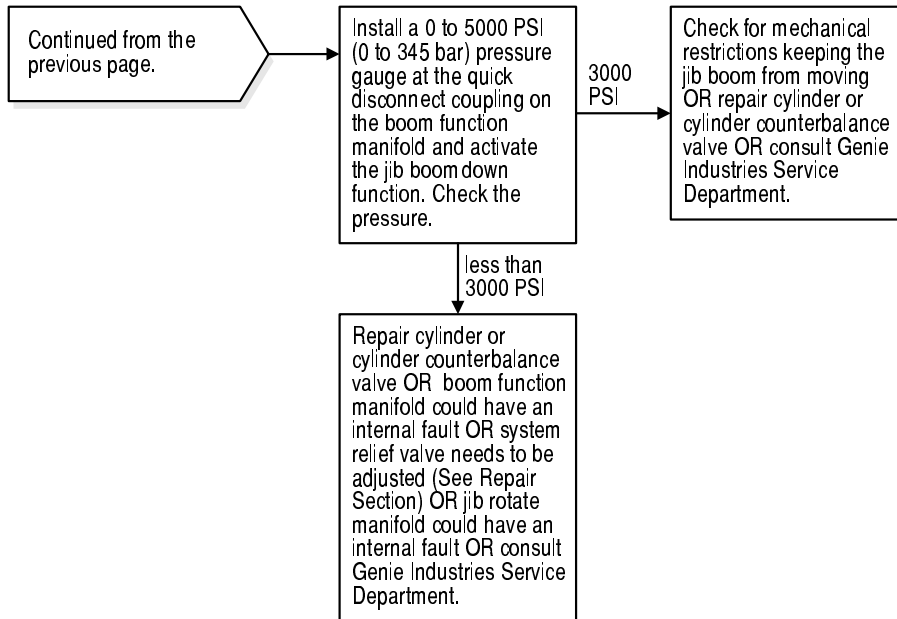 Continued from the
previous page.
Install a 0 to 5000 PSI
(0 to 345 bar) pressure
gauge at the quick
disconnect coupling on
the boom function
manifold and activate
the jib boom down
function. Check the
pressure.
3000
PSI
Check for mechanical
restrictions keeping the
jib boom from moving
OR repair cylinder or
cylinder counterbalance
valve OR consult Genie
Industries Service
Department.
less than
3000 PSI
Repair cylinder or
cylinder counterbalance
valve OR boom function
manifold could have an
internal fault OR system
relief valve needs to be
adjusted (See Repair
Section) OR jib rotate
manifold could have an
internal fault OR consult
Genie Industries Service
Department.